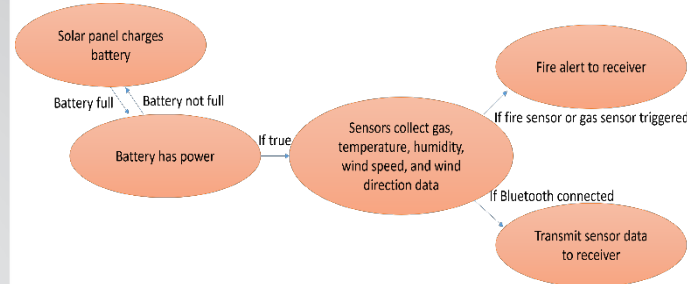 Solar panel charges
battery
Battery full
Battery not full
Battery has power
If true
Sensors collect gas,
temperature, humidity,
wind speed, and wind
direction data
Fire alert to receiver
If fire sensor or gas sensor triggered
If Bluetooth connected
Transmit sensor data
to receiver